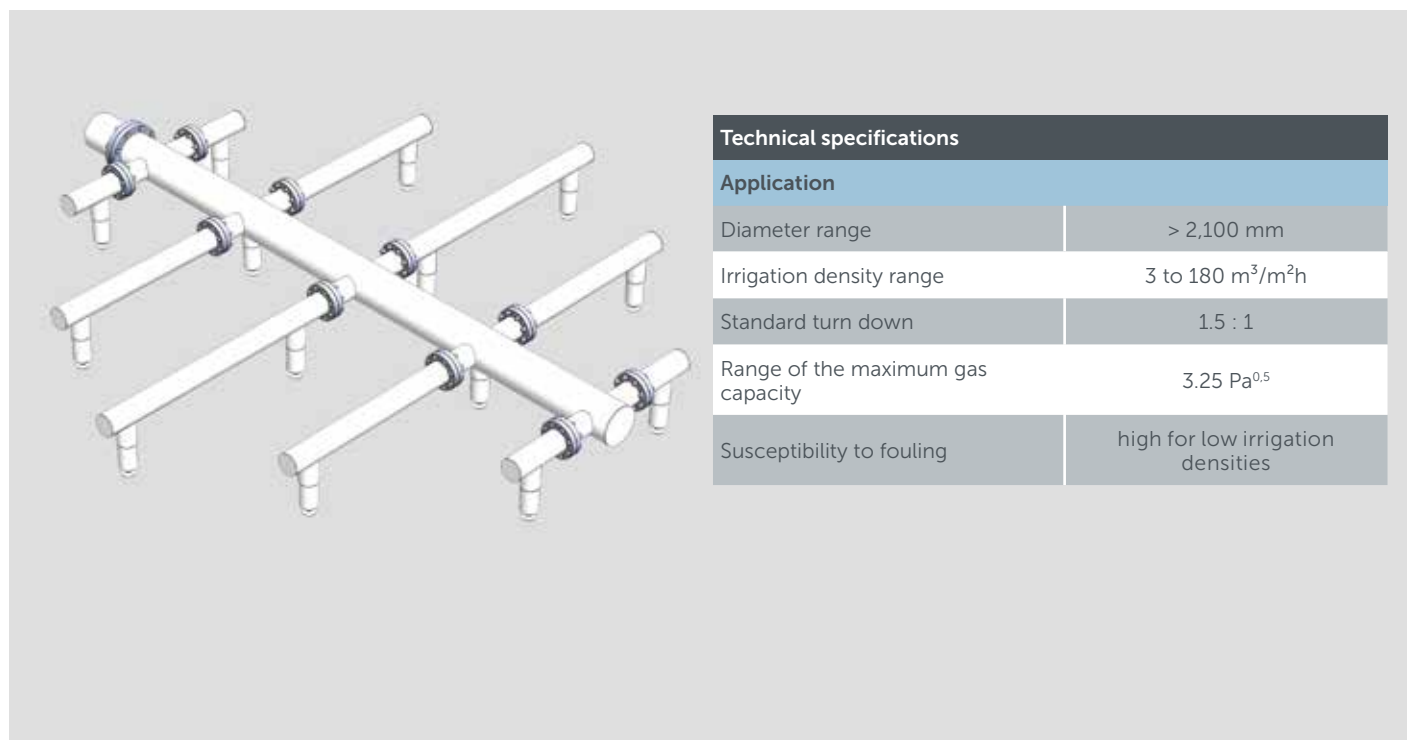 Technical specifications
Application
Diameter range > 2,100 mm
Irrigation density range 3 to 180 m³/m²h
Standard turn down 1.5 : 1
Range of the maximum gas
capacity
3.25 Pa⁰,⁵
Susceptibility to fouling
high for low irrigation
densities